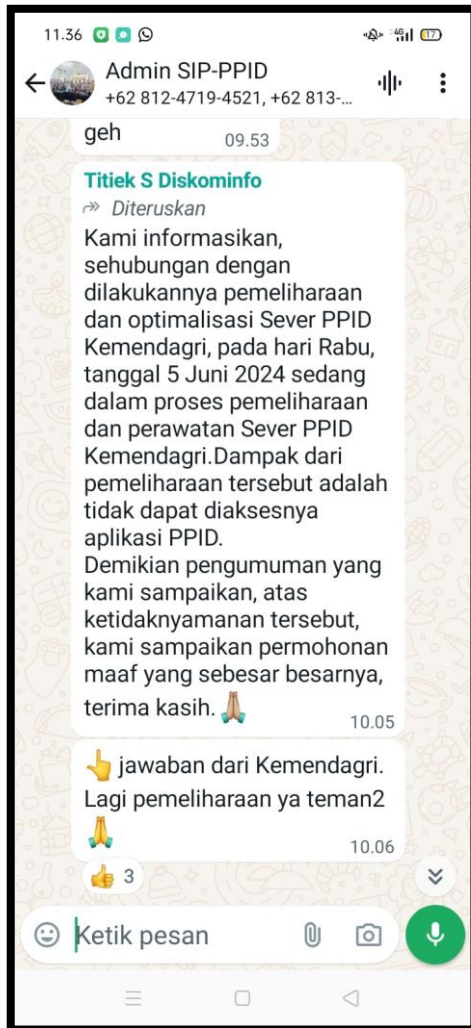 11.36
4G
17
Admin SIP-PPID
+62 812-4719-4521, +62 813-...
geh
09.53
Titiek S Diskominfo
Diteruskan
Kami informasikan,
sehubungan dengan
dilakukannya pemeliharaan
dan optimalisasi Sever PPID
Kemendagri, pada hari Rabu,
tanggal 5 Juni 2024 sedang
dalam proses pemeliharaan
dan perawatan Sever PPID
Kemendagri.Dampak dari
pemeliharaan tersebut adalah
tidak dapat diaksesnya
aplikasi PPID.
Demikian pengumuman yang
kami sampaikan, atas
ketidaknyamanan tersebut,
kami sampaikan permohonan
maaf yang sebesar besarnya,
terima kasih. 🙏🏽
10.05
👆 jawaban dari Kemendagri.
Lagi pemeliharaan ya teman2
🙏
10.06
👍 3
Ketik pesan